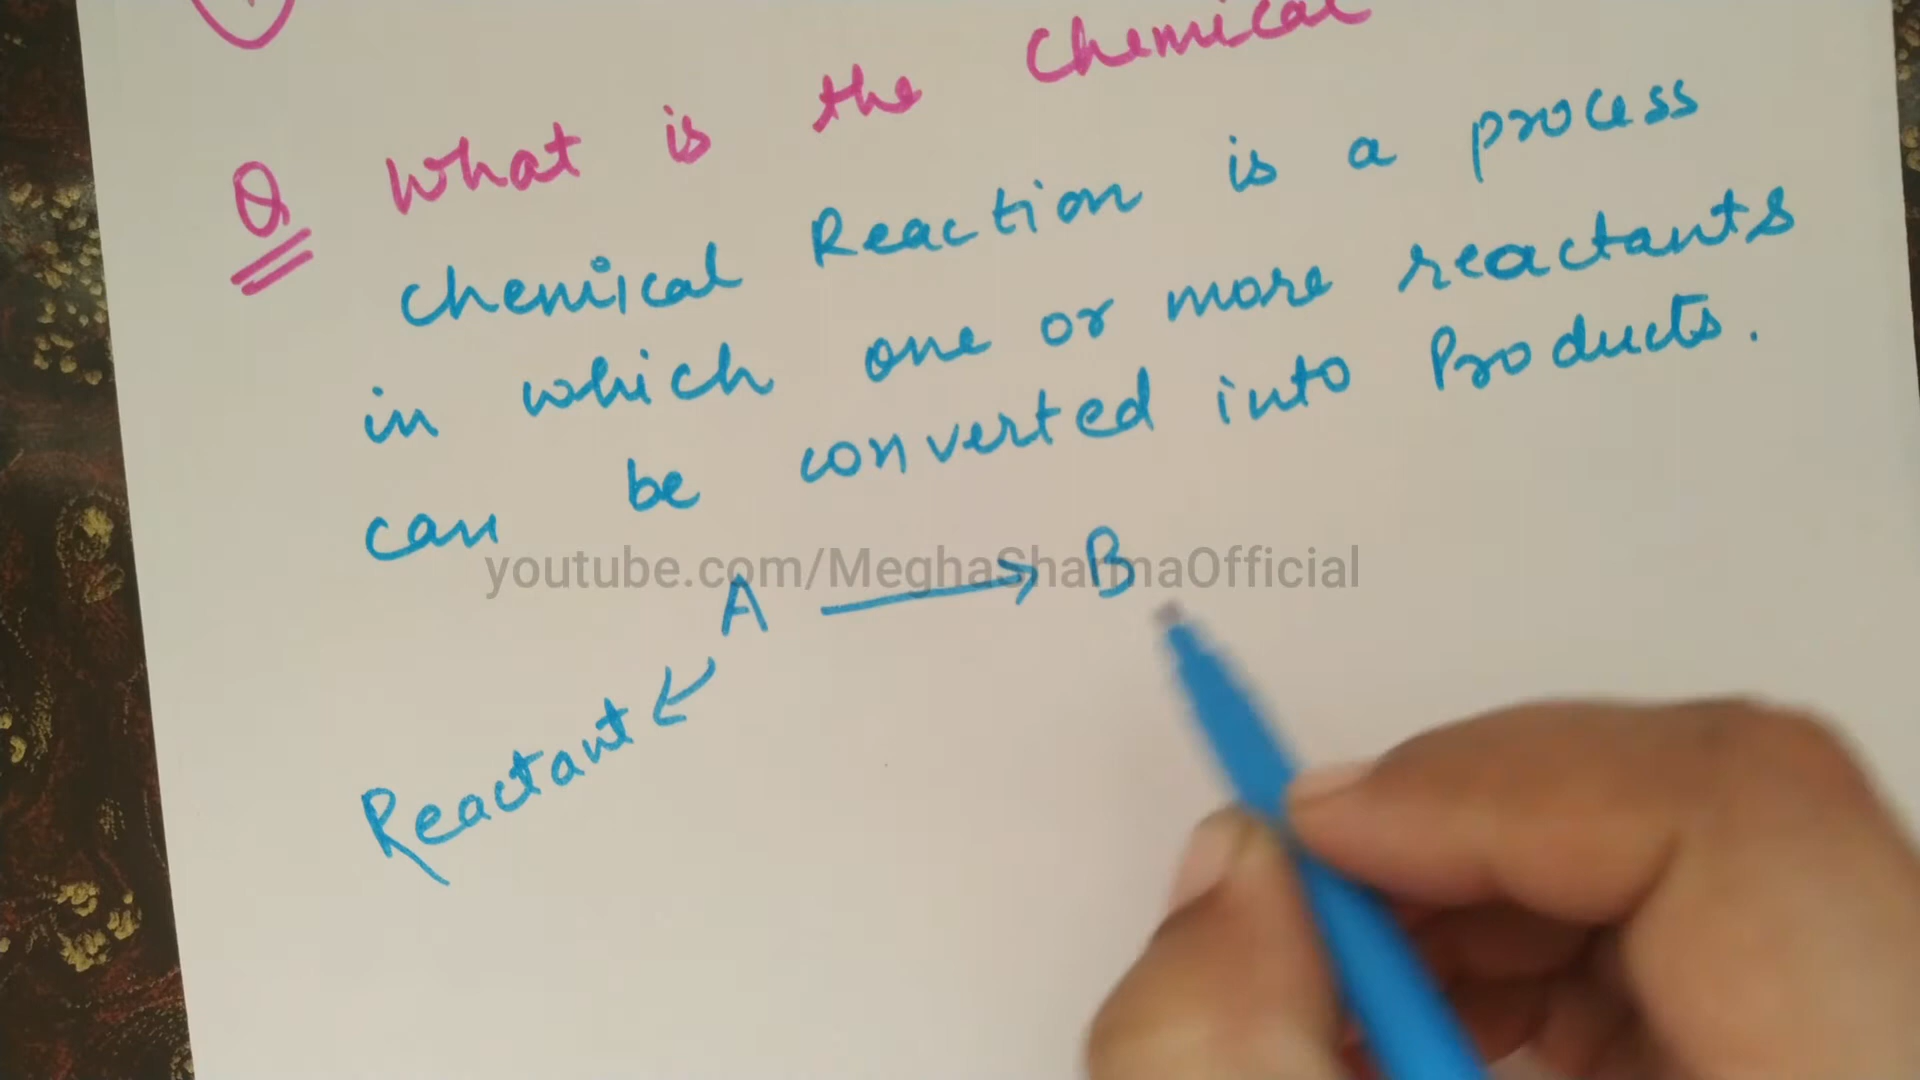 Q What is the Chemical
Chemical Reaction is a process
in which one or more reactants
can be converted into Products.
youtube.com/MeghaSharmaOfficial
A → B
Reactant